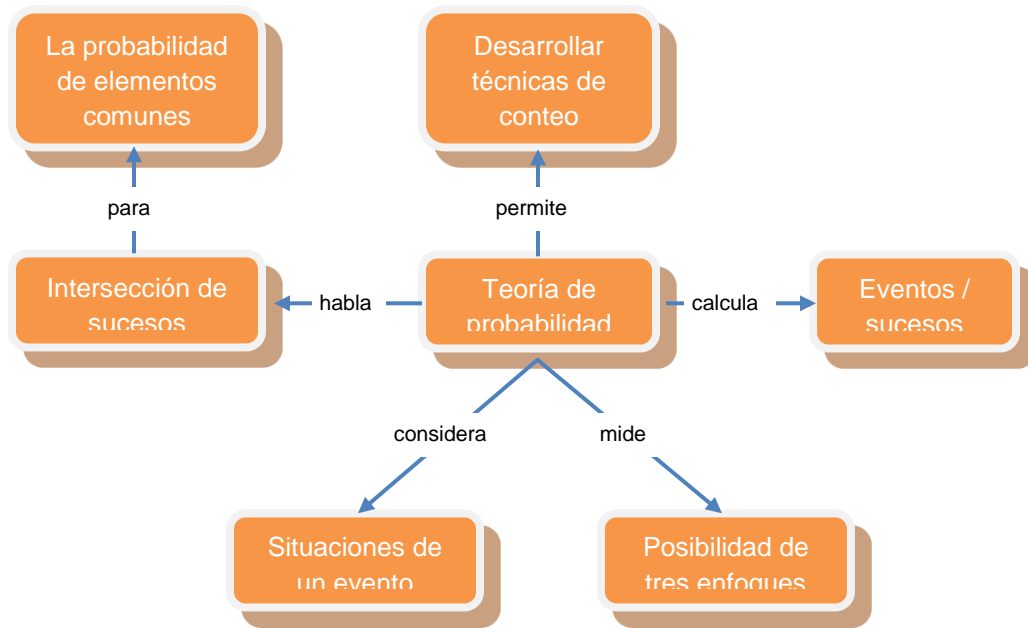 La probabilidad
de elementos
comunes
Desarrollar
técnicas de
conteo
para
permite
Intersección de
sucesos
habla
Teoría de
probabilidad
calcula
Eventos /
sucesos
considera
mide
Situaciones de
un evento
Posibilidad de
tres enfoques